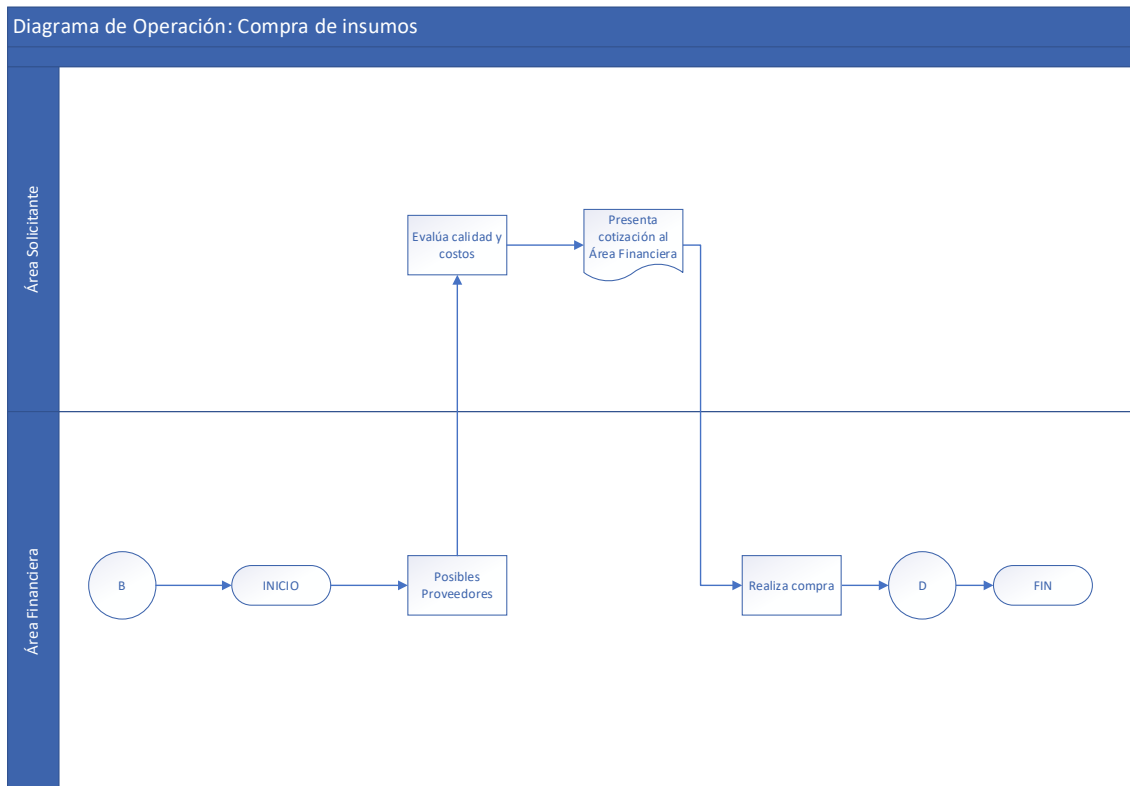 Diagrama de Operación: Compra de insumos
Área Solicitante
Evalúa calidad y
costos
Presenta
cotización al
Área Financiera
Área Financiera
B
INICIO
Posibles
Proveedores
Realiza compra
D
FIN